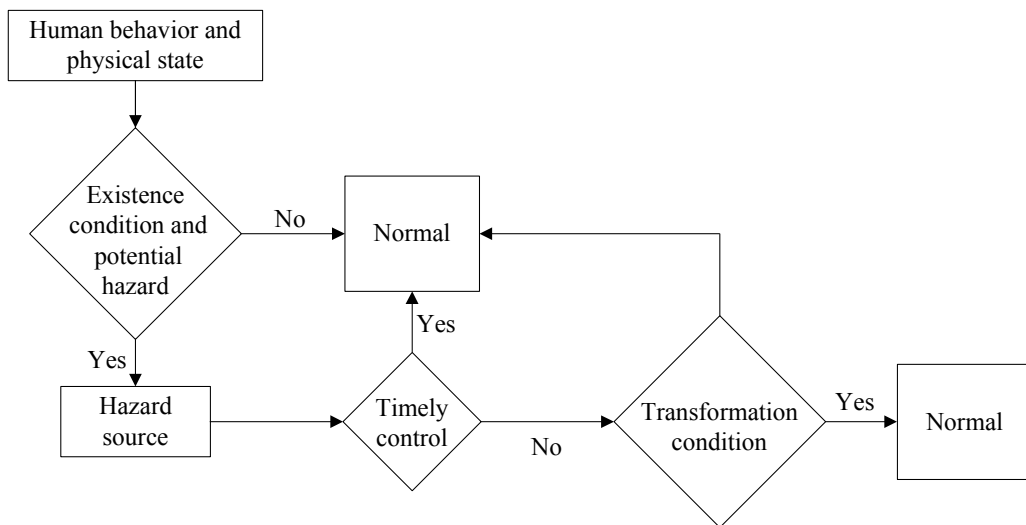 Human behavior and
physical state
Existence
condition and
potential
hazard
No
Normal
Yes
Yes
Hazard
source
Timely
control
No
Transformation
condition
Yes
Normal